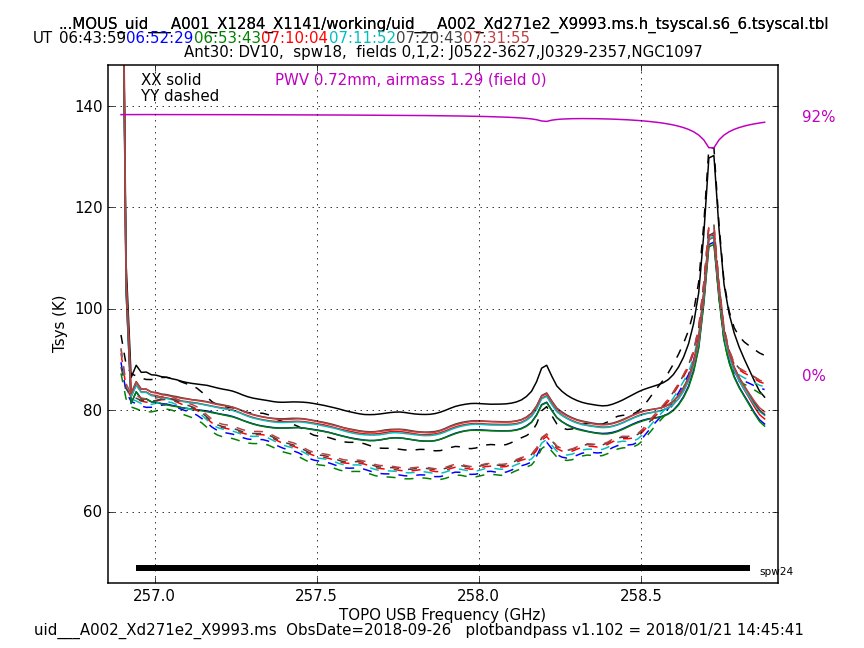 ...MOUS_uid___A001_X1284_X1141/working/uid___A002_Xd271e2_X9993.ms.h_tsyscal.s6_6.tsyscal.tbl
UT 06:43:59 06:52:29 06:53:43 07:10:04 07:11:52 07:20:43 07:31:55
Ant30: DV10, spw18, fields 0,1,2: J0522-3627,J0329-2357,NGC1097
XX solid
YY dashed
PWV 0.72mm, airmass 1.29 (field 0)
140
120
100
80
60
Tsys (K)
92%
0%
spw24
257.0 257.5 258.0 258.5
TOPO USB Frequency (GHz)
uid___A002_Xd271e2_X9993.ms ObsDate=2018-09-26 plotbandpass v1.102 = 2018/01/21 14:45:41